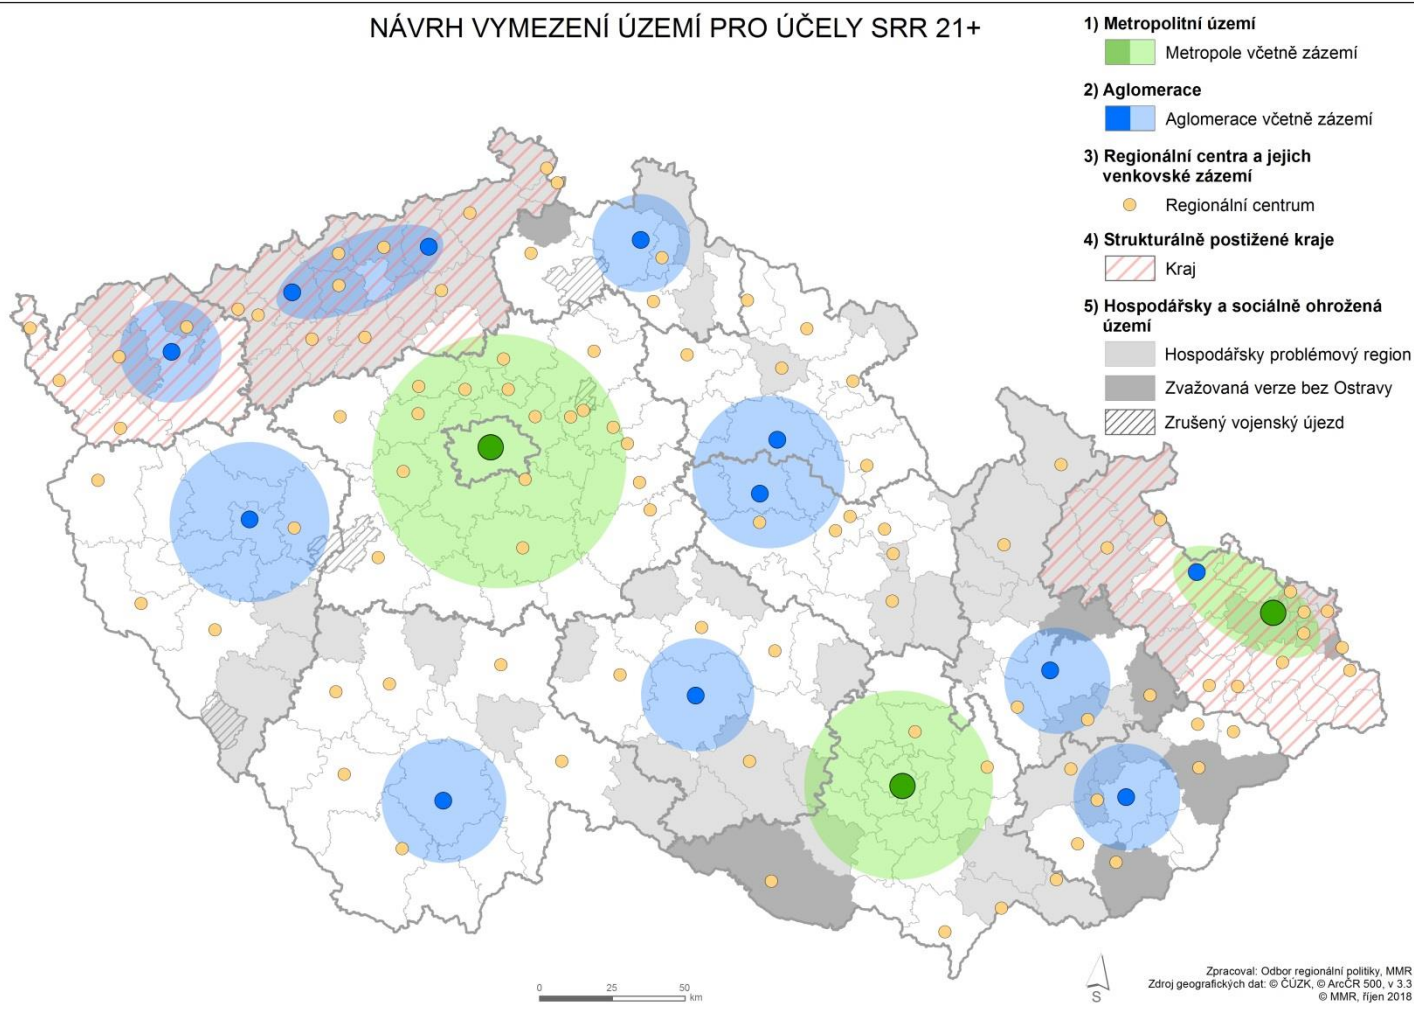 NÁVRH VYMEZENÍ ÚZEMÍ PRO ÚČELY SRR 21+
1) Metropolitní území
Metropole včetně zázemí
2) Aglomerace
Aglomerace včetně zázemí
3) Regionální centra a jejich
venkovské zázemí
Regionální centrum
4) Strukturálně postižené kraje
Kraj
5) Hospodářsky a sociálně ohrožená
území
Hospodářsky problémový region
Zvažovaná verze bez Ostravy
Zrušený vojenský újezd
0 25 50
km
S
Zpracoval: Odbor regionální politiky, MMR
Zdroj geografických dat: © ČÚZK, © ArcČR 500, v 3.3
© MMR, říjen 2018